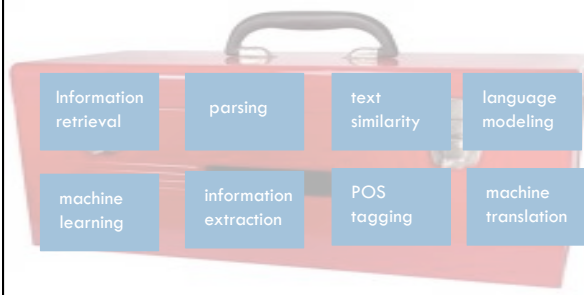 Information
retrieval
parsing
text
similarity
language
modeling
machine
learning
information
extraction
POS
tagging
machine
translation